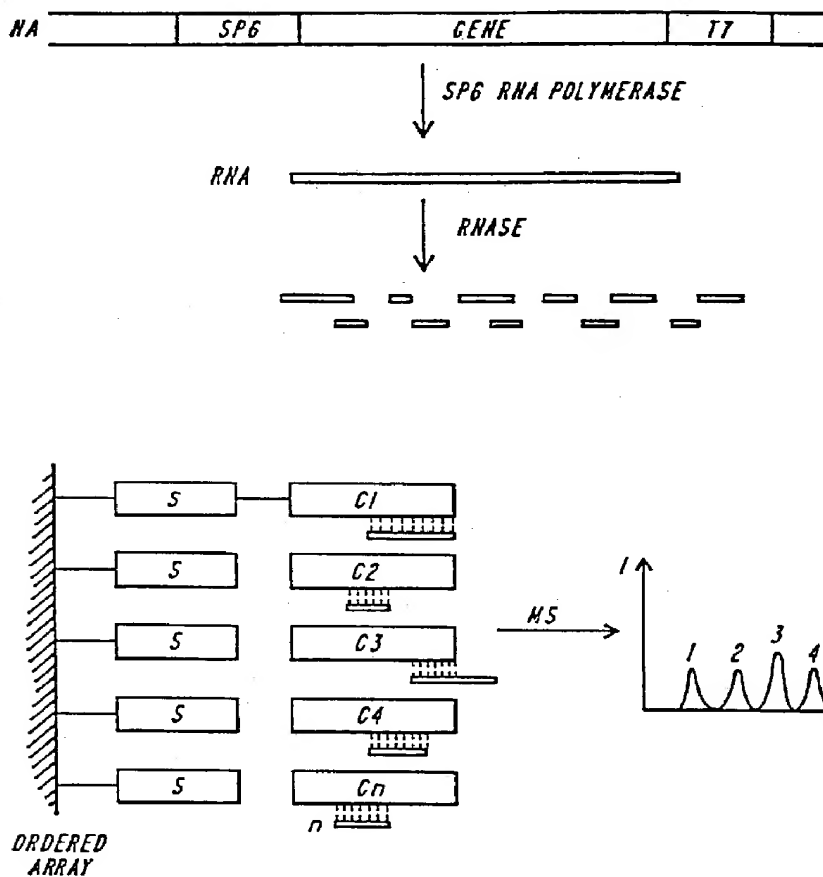 NA SP6 GENE T7
SP6 RNA POLYMERASE
RNA
RNASE
S C1
S C2
S C3
S C4
S Cn
n
ORDERED
ARRAY
MS
I
1 2 3 4